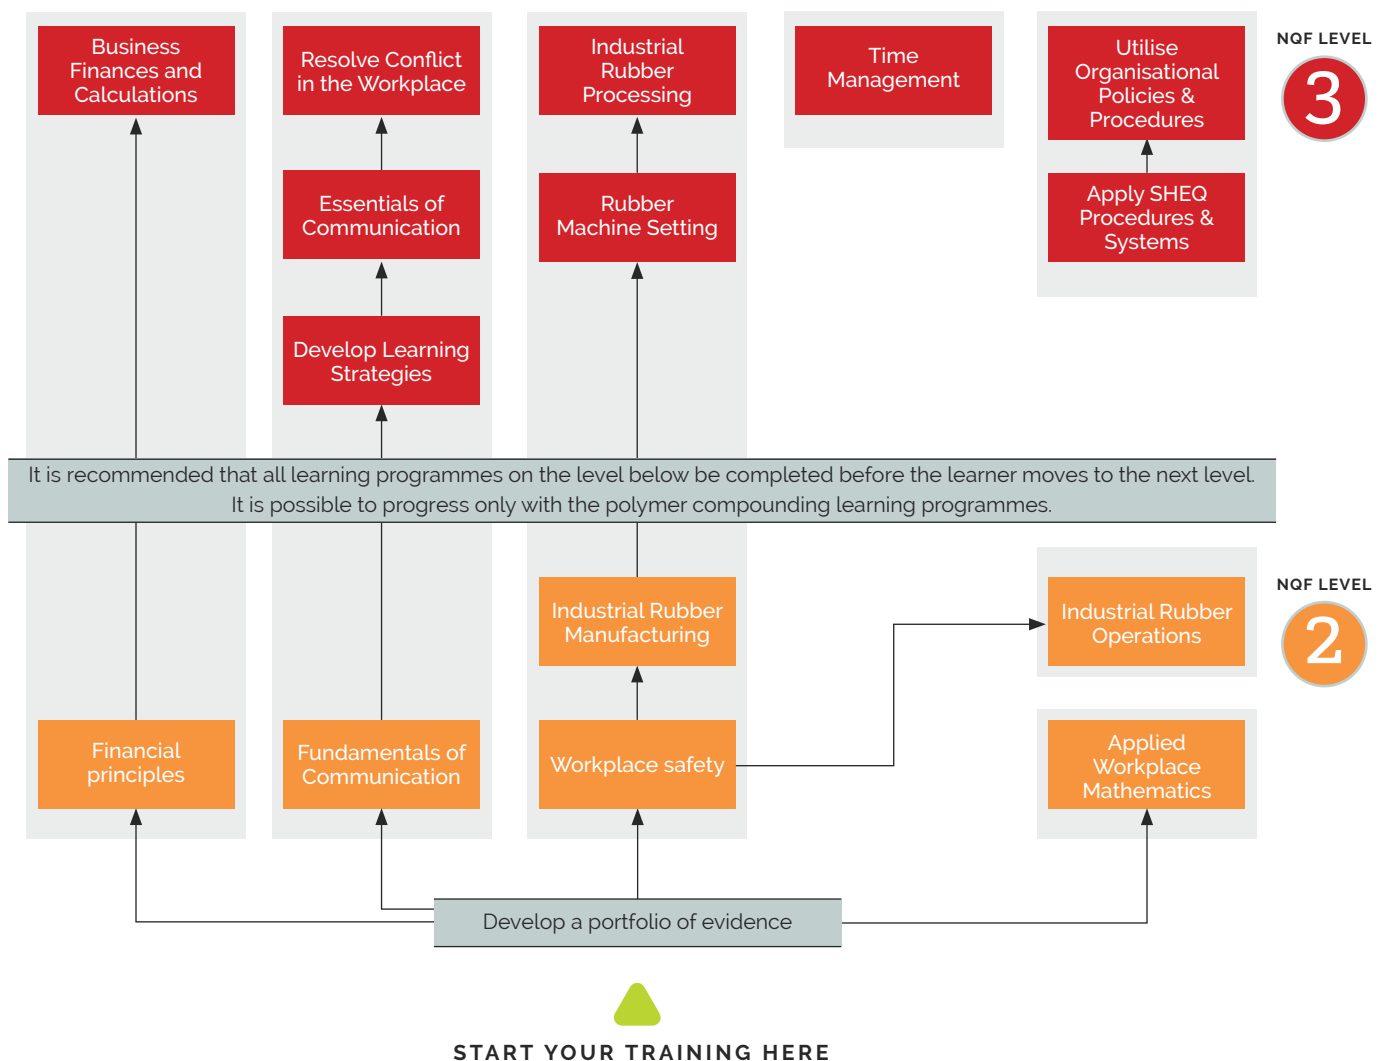 Business
Finances and
Calculations
Resolve Conflict
in the Workplace
Industrial
Rubber
Processing
Time
Management
Utilise
Organisational
Policies &
Procedures
NQF LEVEL
3
Essentials of
Communication
Rubber
Machine Setting
Apply SHEQ
Procedures &
Systems
Develop Learning
Strategies
It is recommended that all learning programmes on the level below be completed before the learner moves to the next level.
It is possible to progress only with the polymer compounding learning programmes.
Industrial Rubber
Manufacturing
Industrial Rubber
Operations
NQF LEVEL
2
Financial
principles
Fundamentals of
Communication
Workplace safety
Applied
Workplace
Mathematics
Develop a portfolio of evidence
START YOUR TRAINING HERE